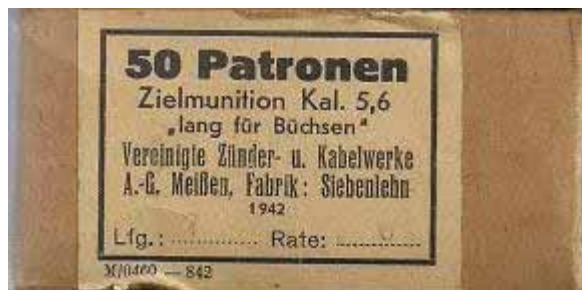 50 Patronen
Zielmunition Kal. 5,6
„lang für Büchsen“
Vereinigte Zünder- u. Kabelwerke
A.-G. Meißen, Fabrik: Siebenlehn
1942
Lfg.: ............. Rate: .............
M/0460 — 842